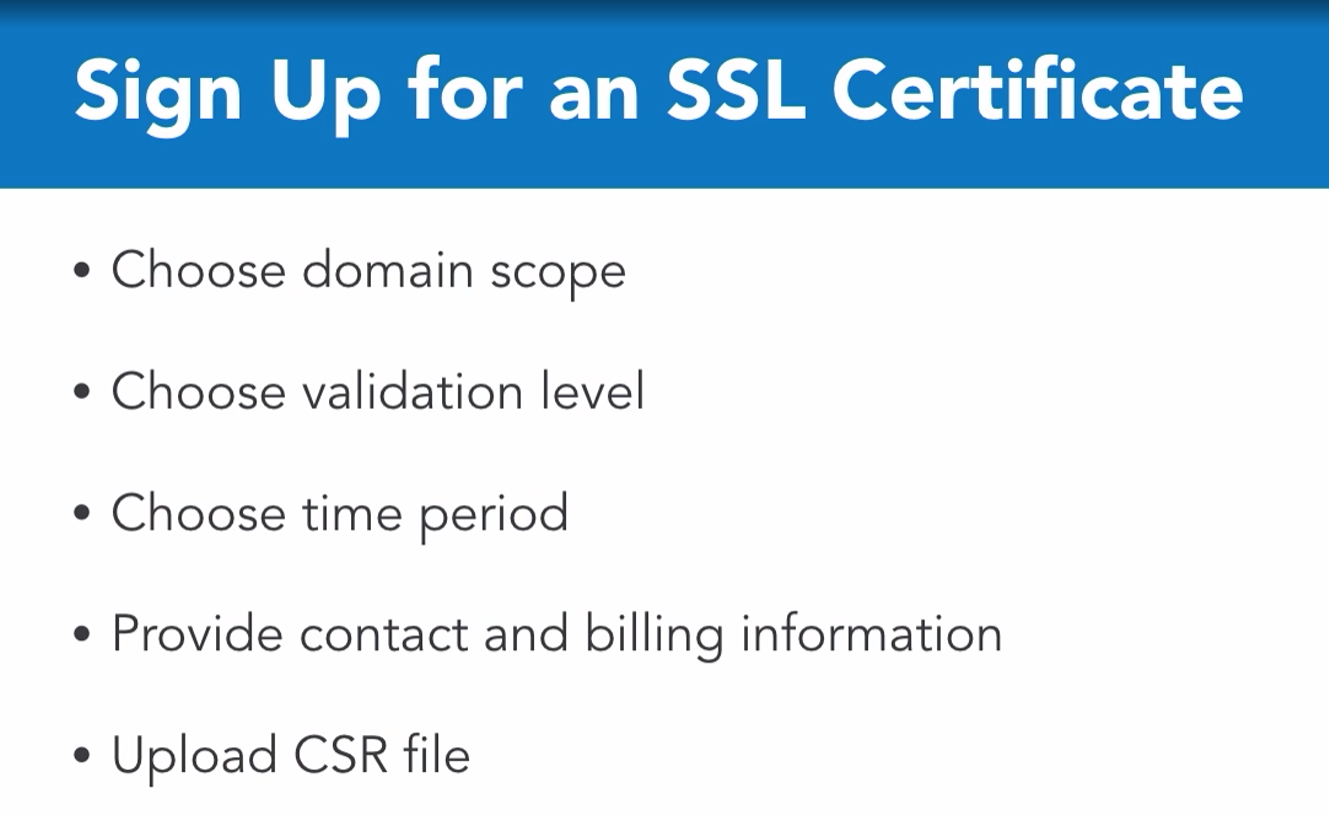 Sign Up for an SSL Certificate
• Choose domain scope
• Choose validation level
• Choose time period
• Provide contact and billing information
• Upload CSR file